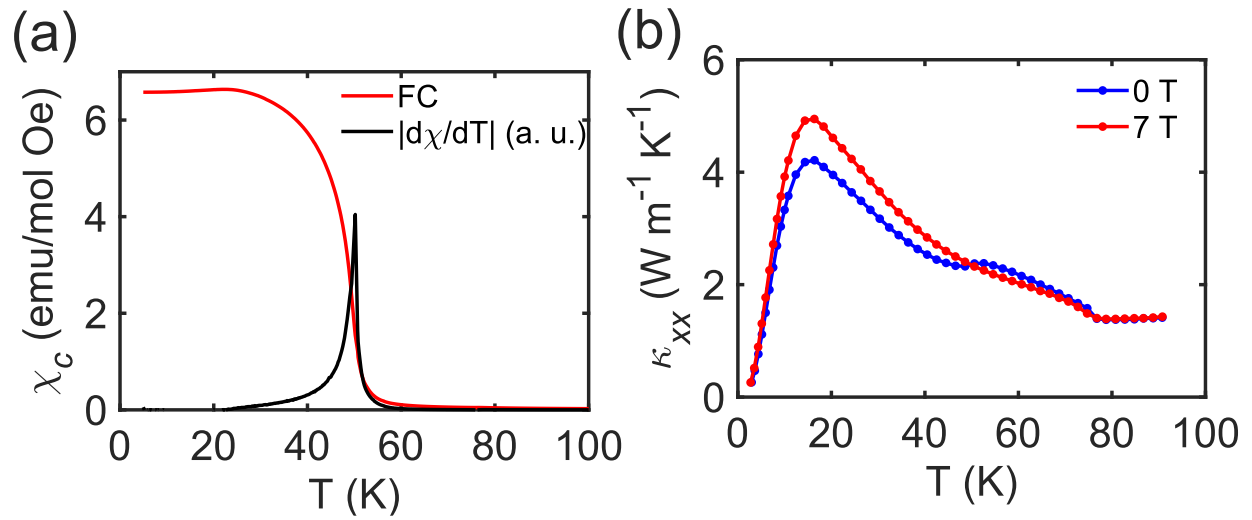 (a)
χc (emu/mol Oe)
6
4
2
0
FC
|dχ/dT| (a. u.)
0 20 40 60 80 100
T (K)
(b)
κxx (W m-1 K-1)
6
4
2
0
0 T
7 T
0 20 40 60 80 100
T (K)